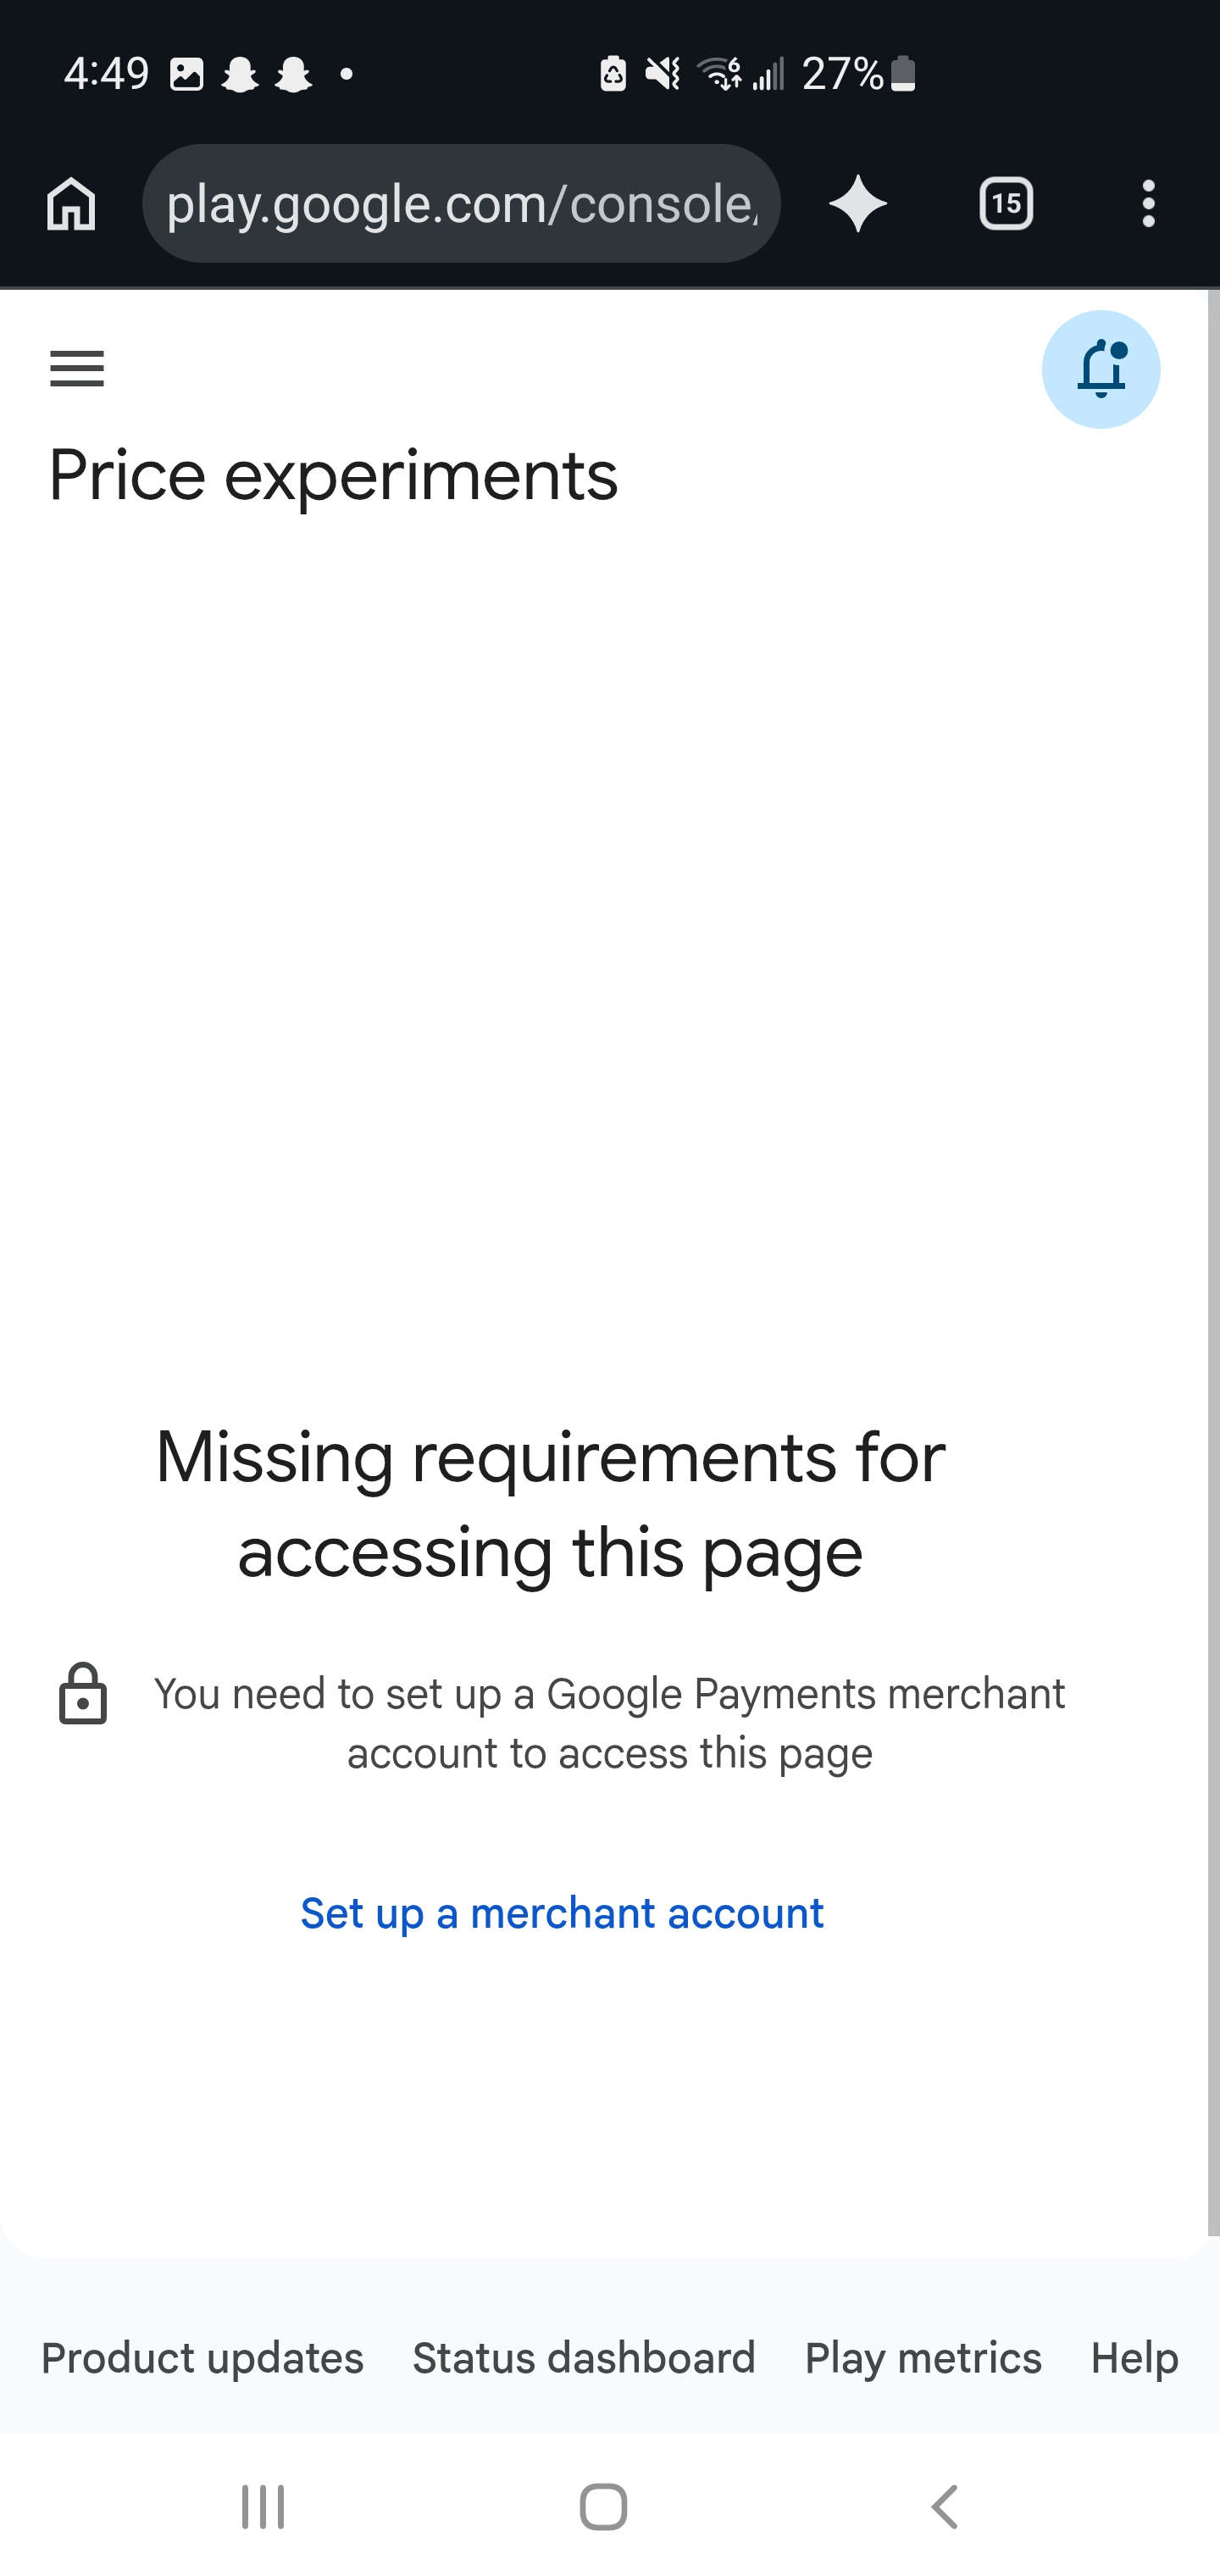 4:49
6
27%
play.google.com/console
15
Price experiments
Missing requirements for
accessing this page
You need to set up a Google Payments merchant
account to access this page
Set up a merchant account
Product updates Status dashboard Play metrics Help